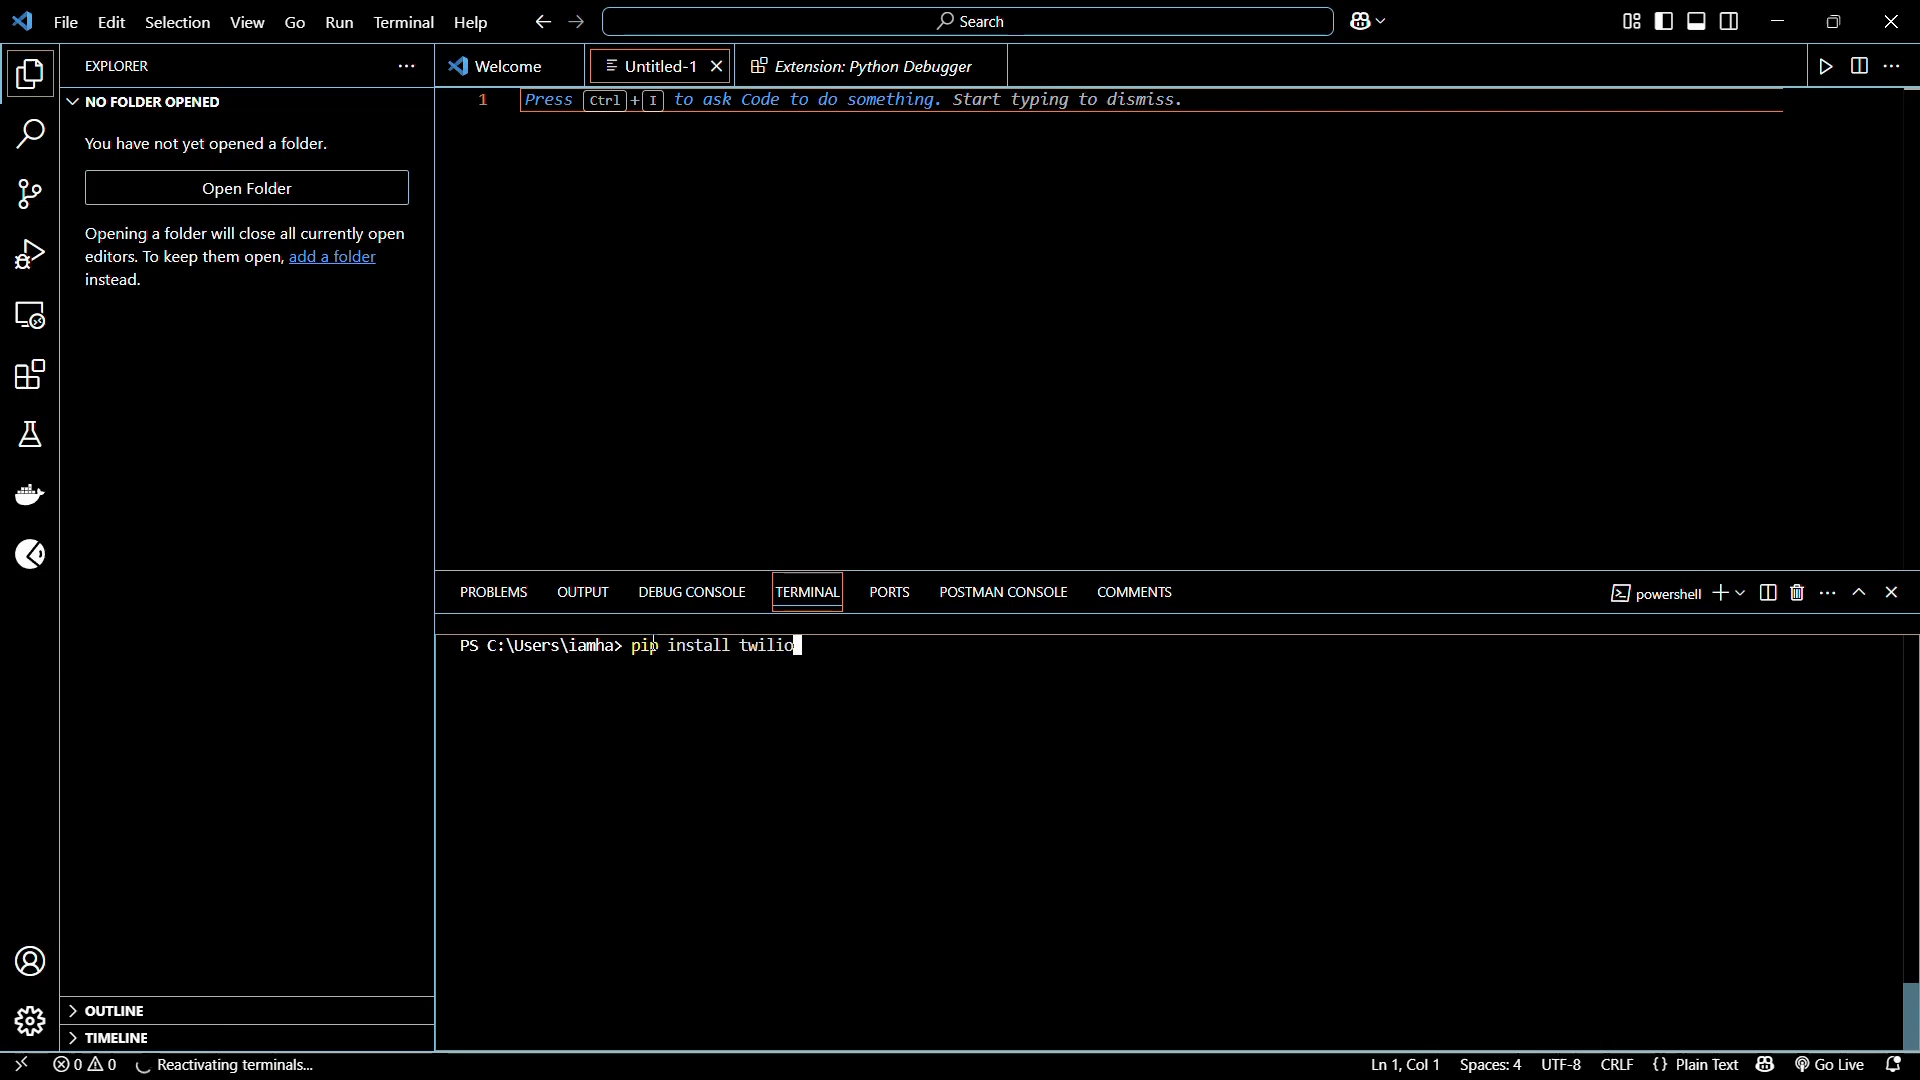 File Edit Selection View Go Run Terminal Help
Search
EXPLORER
Welcome
Untitled-1
Extension: Python Debugger
NO FOLDER OPENED
You have not yet opened a folder.
Open Folder
Opening a folder will close all currently open
editors. To keep them open, add a folder
instead.
1 Press Ctrl+I to ask Code to do something. Start typing to dismiss.
PROBLEMS OUTPUT DEBUG CONSOLE TERMINAL PORTS POSTMAN CONSOLE COMMENTS
powershell
PS C:\Users\iamha> pip install twilio
OUTLINE
TIMELINE
0 0 Reactivating terminals...
Ln 1, Col 1 Spaces: 4 UTF-8 CRLF {} Plain Text Go Live